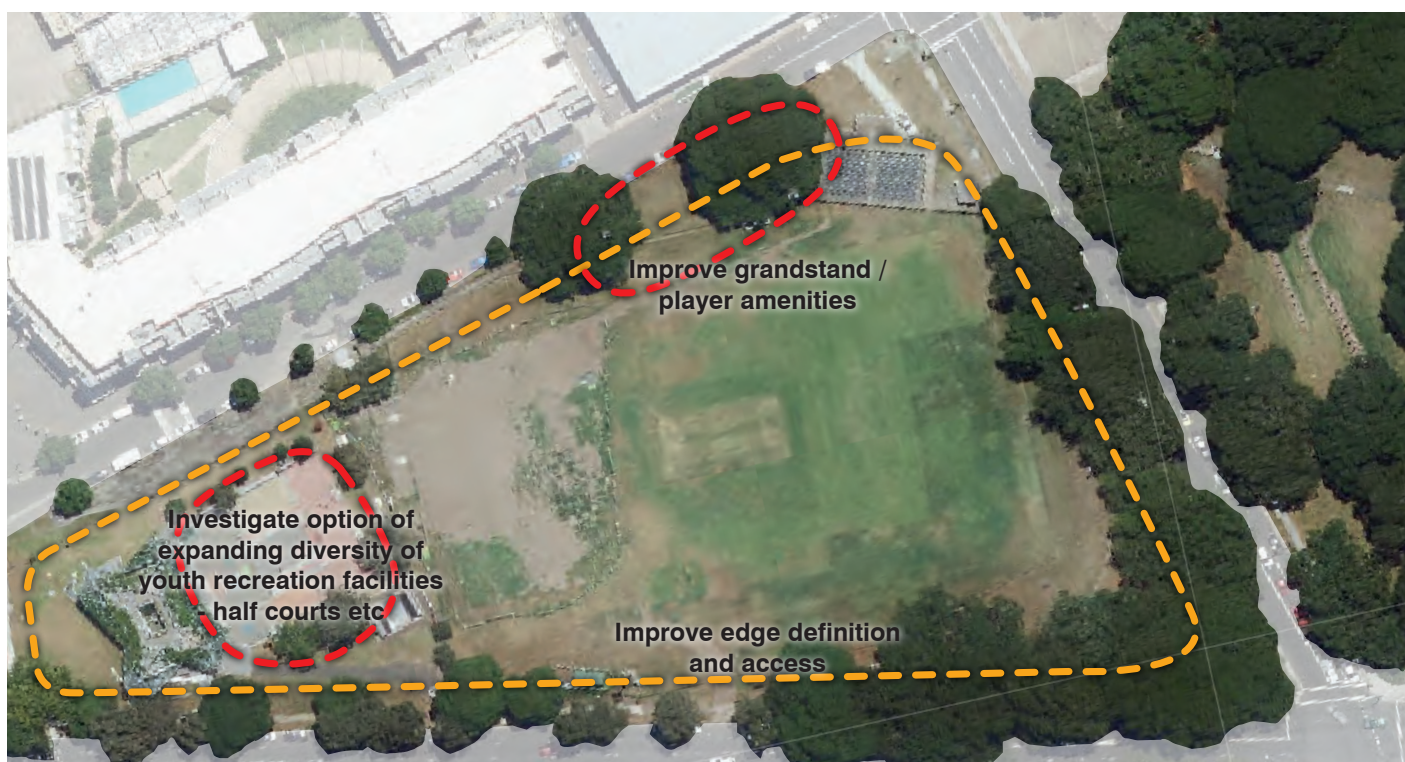 Improve grandstand /
player amenities
Investigate option of
expanding diversity of
youth recreation facilities
- half courts etc
Improve edge definition
and access